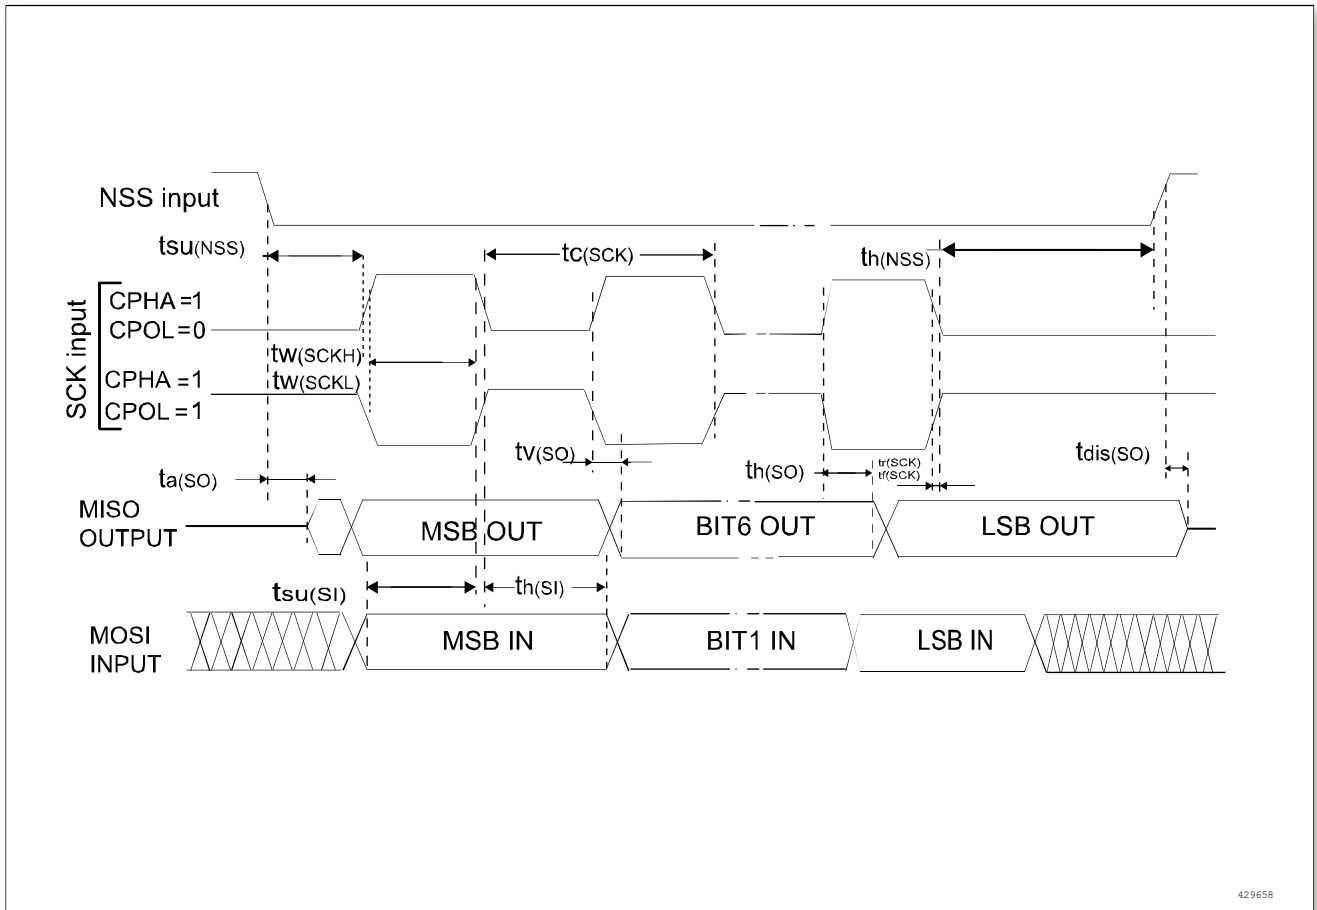 NSS input
tsu(NSS)
tc(SCK)
th(NSS)
SCK input
CPHA =1
CPOL=0
tw(SCKH)
tw(SCKL)
CPHA =1
CPOL =1
tv(SO)
th(SO)
tr(SCK)
tf(SCK)
tdis(SO)
ta(SO)
MISO
OUTPUT
MSB OUT
BIT6 OUT
LSB OUT
tsu(SI)
th(SI)
MOSI
INPUT
MSB IN
BIT1 IN
LSB IN
429658